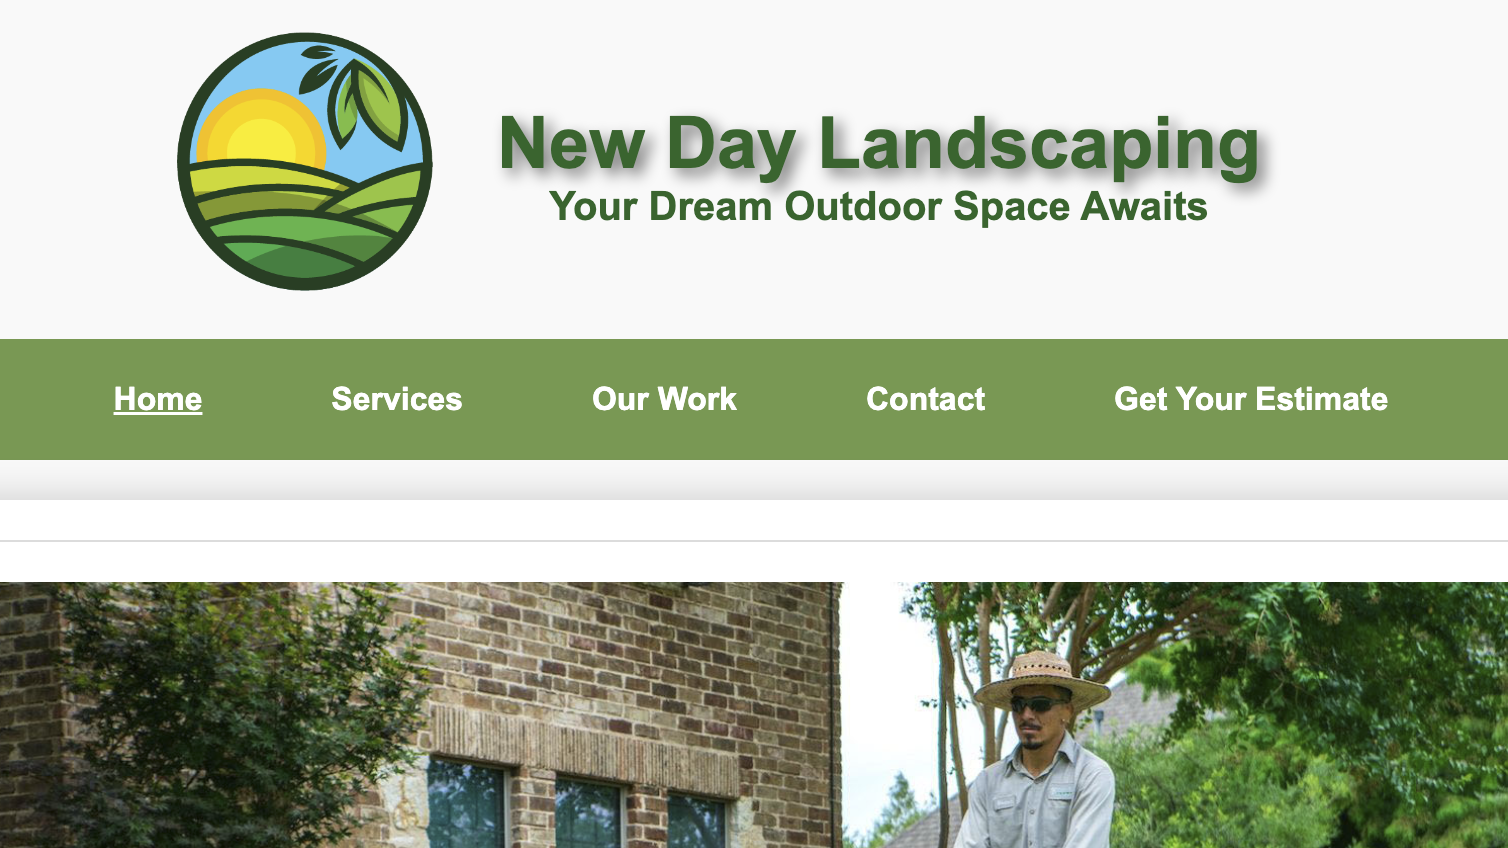 New Day Landscaping
Your Dream Outdoor Space Awaits
Home Services Our Work Contact Get Your Estimate